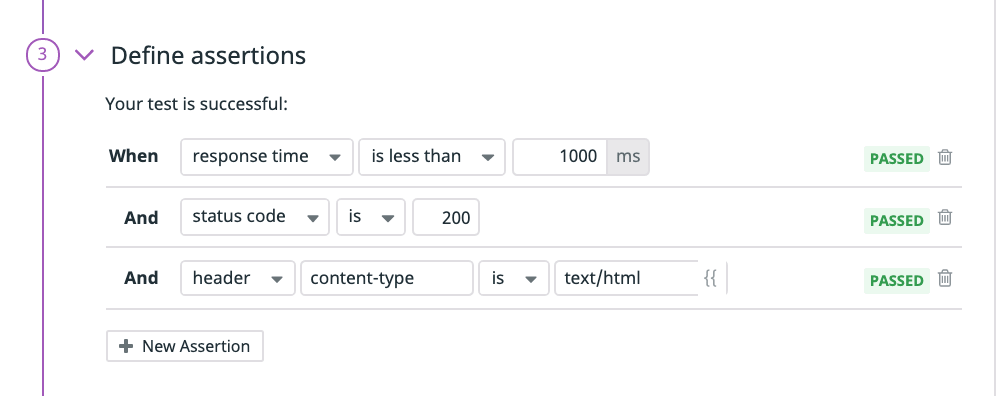 3 Define assertions
Your test is successful:
When response time is less than 1000 ms PASSED
And status code is 200 PASSED
And header content-type is text/html {{ PASSED
New Assertion